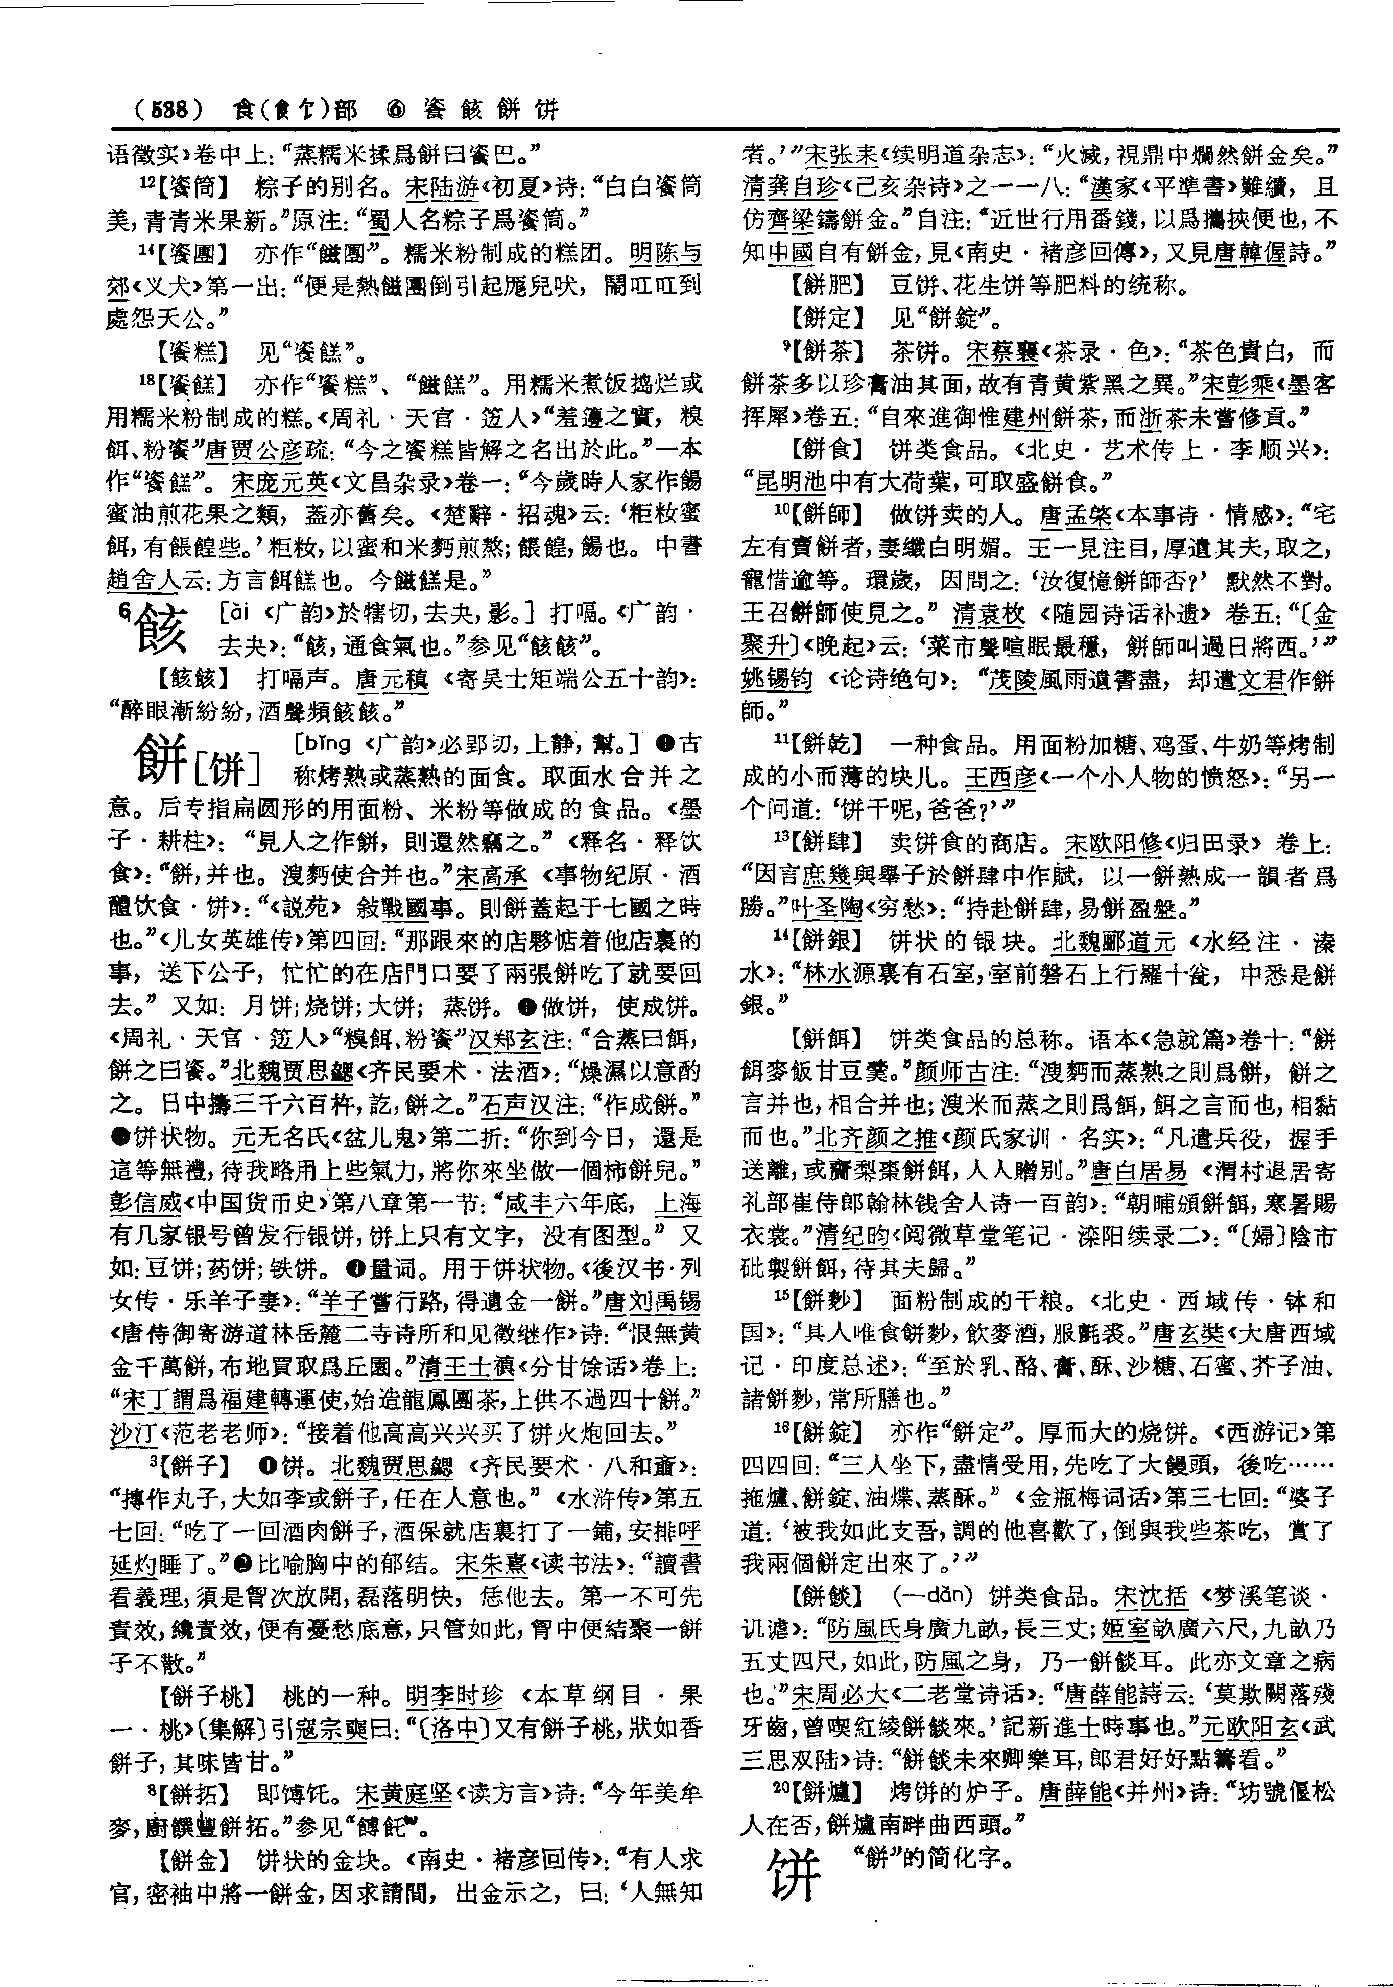 (538)　食(飠饣)部　⑥ 餈 餩 餅 饼
语徵实》卷中上：“蒸糯米揉爲餅曰餈巴。”
¹²【餈筒】　粽子的别名。宋陆游《初夏》诗：“白白餈筒
美，青青米果新。”原注：“蜀人名粽子爲餈筒。”
¹⁴【餈團】　亦作“餻團”。糯米粉制成的糕团。明陈与
郊《义犬》第一出：“便是熱餻團倒引起厖兒吠，鬧㕶㕶到
處怨天公。”
【餈糕】　见“餈餻”。
¹⁸【餈餻】　亦作“餈糕”、“餻餻”。用糯米煮饭捣烂或
用糯米粉制成的糕。《周礼·天官·笾人》“羞籩之實，糗
餌、粉餈”唐贾公彦疏：“今之餈糕皆解之名出於此。”一本
作“餈餻”。宋庞元英《文昌杂录》卷一：“今歲時人家作餳
蜜油煎花果之類，蓋亦舊矣。《楚辭·招魂》云：‘粔籹蜜
餌，有餦餭些。’粔籹，以蜜和米麪煎熬；餦餭，餳也。中書
趙舍人云：方言餌餻也。今餻餻是。”
6餩　[ài《广韵》於犗切，去夬，影。] 打嗝。《广韵·
去夬》：“餩，通食氣也。”参见“餩餩”。
【餩餩】　打嗝声。唐元稹《寄吴士矩端公五十韵》：
“醉眼漸紛紛，酒聲頻餩餩。”
餅[饼]　[bǐng《广韵》必郢切，上静，幫。] ❶古
称烤熟或蒸熟的面食。取面水合并之
意。后专指扁圆形的用面粉、米粉等做成的食品。《墨
子·耕柱》：“見人之作餅，則還然竊之。”《释名·释饮
食》：“餅，并也。溲麪使合并也。”宋高承《事物纪原·酒
醴饮食·饼》：“《説苑》敍戰國事。則餅蓋起于七國之時
也。”《儿女英雄传》第四回：“那跟來的店夥惦着他店裏的
事，送下公子，忙忙的在店門口要了兩張餅吃了就要回
去。”又如：月饼；烧饼；大饼；蒸饼。❷做饼，使成饼。
《周礼·天官·笾人》“糗餌、粉餈”汉郑玄注：“合蒸曰餌，
餅之曰餈。”北魏贾思勰《齐民要术·法酒》：“燥濕以意酌
之。臼中擣三千六百杵，訖，餅之。”石声汉注：“作成餅。”
❸饼状物。元无名氏《盆儿鬼》第二折：“你到今日，還是
這等無禮，待我略用上些氣力，將你來坐做一個柿餅兒。”
彭信威《中国货币史》第八章第一节：“咸丰六年底，上海
有几家银号曾发行银饼，饼上只有文字，没有图型。”又
如：豆饼；药饼；铁饼。❹量词。用于饼状物。《後汉书·列
女传·乐羊子妻》：“羊子嘗行路，得遺金一餅。”唐刘禹锡
《唐侍御寄游道林岳麓二寺诗所和见徵继作》诗：“恨無黄
金千萬餅，布地買取爲丘園。”清王士禛《分甘馀话》卷上：
“宋丁謂爲福建轉運使，始造龍鳳團茶，上供不過四十餅。”
沙汀《范老老师》：“接着他高高兴兴买了饼火炮回去。”
³【餅子】　❶饼。北魏贾思勰《齐民要术·八和齏》：
“摶作丸子，大如李或餅子，任在人意也。”《水浒传》第五
七回：“吃了一回酒肉餅子，酒保就店裏打了一鋪，安排呼
延灼睡了。”❷比喻胸中的郁结。宋朱熹《读书法》：“讀書
看義理，須是胷次放開，磊落明快，恁他去。第一不可先
責效，纔責效，便有憂愁底意，只管如此，胷中便結聚一餅
子不散。”
【餅子桃】　桃的一种。明李时珍《本草纲目·果
一·桃》〔集解〕引寇宗奭曰：“〔洛中〕又有餅子桃，狀如香
餅子，其味皆甘。”
⁸【餅拓】　即馎饦。宋黄庭坚《读方言》诗：“今年美牟
麥，廚饌豐餅拓。”参见“餺飥”。
【餅金】　饼状的金块。《南史·褚彦回传》：“有人求
官，密袖中將一餅金，因求請間，出金示之，曰：‘人無知
者。’”宋张耒《续明道杂志》：“火滅，視鼎中爛然餅金矣。”
清龚自珍《己亥杂诗》之一一八：“漢家《平準書》難續，且
仿齊梁鑄餅金。”自注：“近世行用番錢，以爲攜挾便也，不
知中國自有餅金，見《南史·褚彦回傳》，又見唐韓偓詩。”
【餅肥】　豆饼、花生饼等肥料的统称。
【餅定】　见“餅錠”。
⁹【餅茶】　茶饼。宋蔡襄《茶录·色》：“茶色貴白，而
餅茶多以珍膏油其面，故有青黄紫黑之異。”宋彭乘《墨客
挥犀》卷五：“自來進御惟建州餅茶，而浙茶未嘗修貢。”
【餅食】　饼类食品。《北史·艺术传上·李顺兴》：
“昆明池中有大荷葉，可取盛餅食。”
¹⁰【餅師】　做饼卖的人。唐孟棨《本事诗·情感》：“宅
左有賣餅者，妻纖白明媚。王一見注目，厚遺其夫，取之，
寵惜逾等。環歲，因問之：‘汝復憶餅師否？’默然不對。
王召餅師使見之。”清袁枚《随园诗话补遗》卷五：“〔金
聚升〕《晚起》云：‘菜市聲喧眠最穩，餅師叫過日將西。’”
姚锡钧《论诗绝句》：“茂陵風雨遺書盡，却遣文君作餅
師。”
¹¹【餅乾】　一种食品。用面粉加糖、鸡蛋、牛奶等烤制
成的小而薄的块儿。王西彦《一个小人物的愤怒》：“另一
个问道：‘饼干呢，爸爸？’”
¹³【餅肆】　卖饼食的商店。宋欧阳修《归田录》卷上：
“因言庶幾與舉子於餅肆中作賦，以一餅熟成一韻者爲
勝。”叶圣陶《穷愁》：“持赴餅肆，易餅盈盤。”
¹⁴【餅銀】　饼状的银块。北魏郦道元《水经注·溱
水》：“林水源裏有石室，室前磐石上行羅十瓮，中悉是餅
銀。”
【餅餌】　饼类食品的总称。语本《急就篇》卷十：“餅
餌麥飯甘豆羹。”颜师古注：“溲麪而蒸熟之則爲餅，餅之
言并也，相合并也；溲米而蒸之則爲餌，餌之言而也，相黏
而也。”北齐颜之推《颜氏家训·名实》：“凡遣兵役，握手
送離，或齎梨棗餅餌，人人贈别。”唐白居易《渭村退居寄
礼部崔侍郎翰林钱舍人诗一百韵》：“朝晡頒餅餌，寒暑賜
衣裳。”清纪昀《阅微草堂笔记·滦阳续录二》：“〔婦〕陰市
砒製餅餌，待其夫歸。”
¹⁵【餅麨】　面粉制成的干粮。《北史·西域传·钵和
国》：“其人唯食餅麨，飲麥酒，服氈裘。”唐玄奘《大唐西域
记·印度总述》：“至於乳、酪、膏、酥、沙糖、石蜜、芥子油、
諸餅麨，常所膳也。”
¹⁶【餅錠】　亦作“餅定”。厚而大的烧饼。《西游记》第
四四回：“三人坐下，盡情受用，先吃了大饅頭，後吃……
拖爐、餅錠、油煠、蒸酥。”《金瓶梅词话》第三七回：“婆子
道：‘被我如此支吾，調的他喜歡了，倒與我些茶吃，賞了
我兩個餅定出來了。’”
【餅餤】　(—dàn) 饼类食品。宋沈括《梦溪笔谈·
讥谑》：“防風氏身廣九畝，長三丈；姬室畝廣六尺，九畝乃
五丈四尺，如此，防風之身，乃一餅餤耳。此亦文章之病
也。”宋周必大《二老堂诗话》：“唐薛能詩云：‘莫欺闕落殘
牙齒，曾喫紅綾餅餤來。’記新進士時事也。”元欧阳玄《武
三思双陆》诗：“餅餤未來卿樂耳，郎君好好點籌看。”
²⁰【餅爐】　烤饼的炉子。唐薛能《并州》诗：“坊號偃松
人在否，餅爐南畔曲西頭。”
饼　“餅”的简化字。